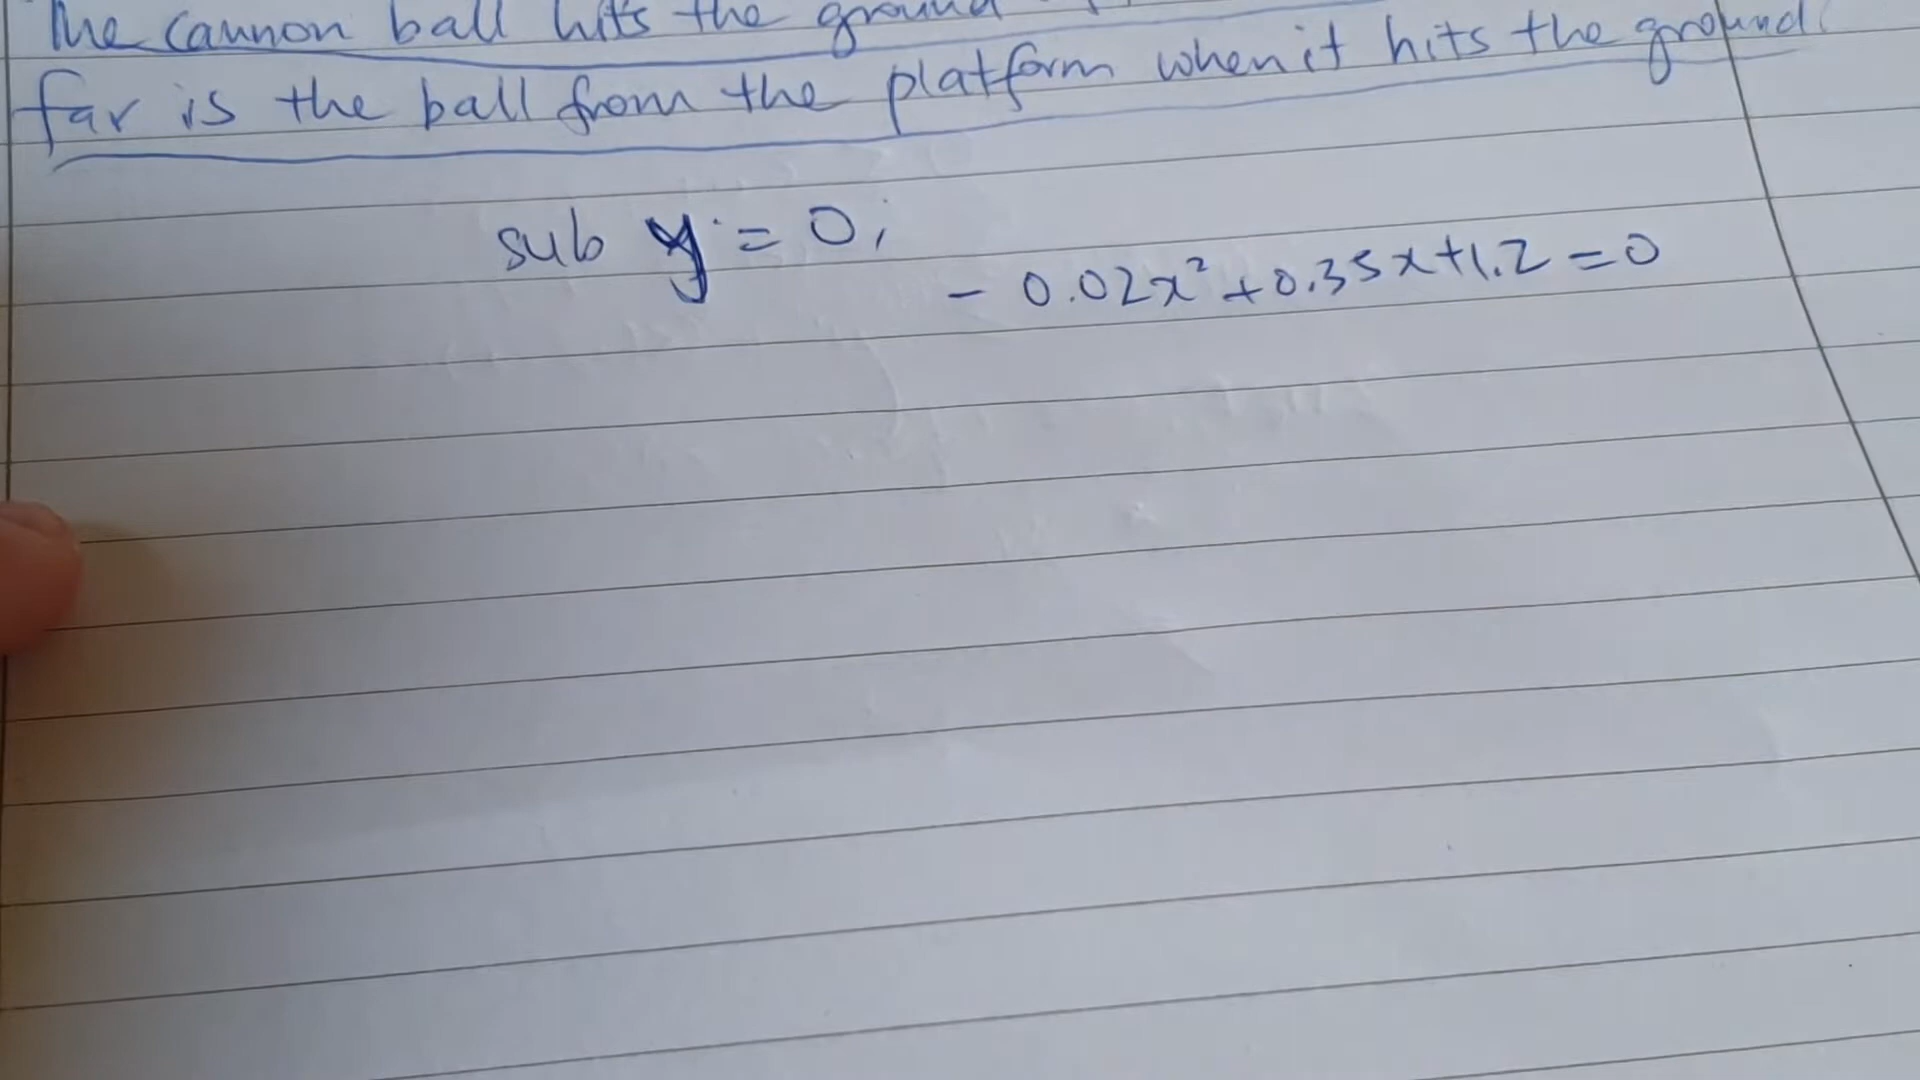 The cannon ball hits the ground
far is the ball from the platform when it hits the ground
sub y = 0,
- 0.02x² + 0.35x + 1.2 = 0